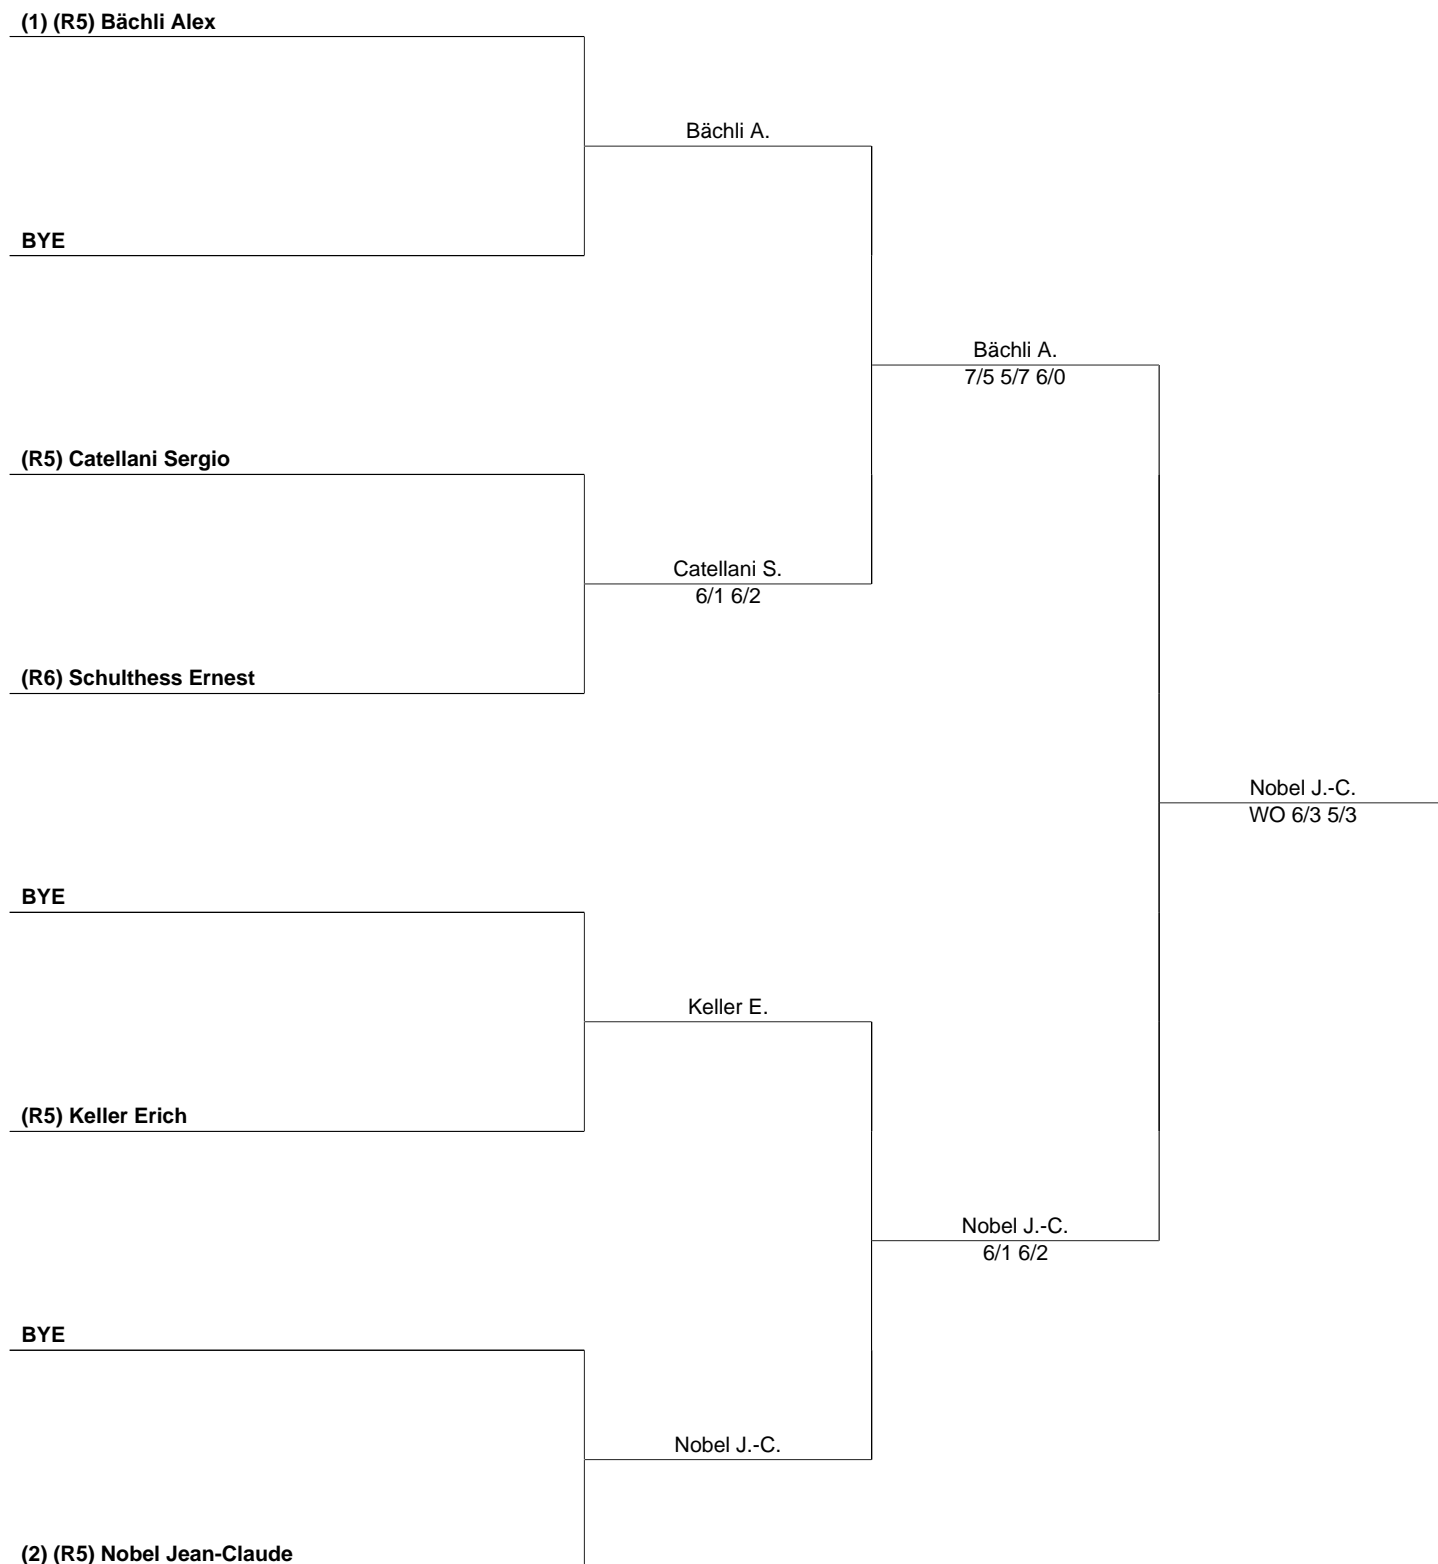 (1) (R5) Bächli Alex
Bächli A.
BYE
Bächli A.
7/5 5/7 6/0
(R5) Catellani Sergio
Catellani S.
6/1 6/2
(R6) Schulthess Ernest
Nobel J.-C.
WO 6/3 5/3
BYE
Keller E.
(R5) Keller Erich
Nobel J.-C.
6/1 6/2
BYE
Nobel J.-C.
(2) (R5) Nobel Jean-Claude